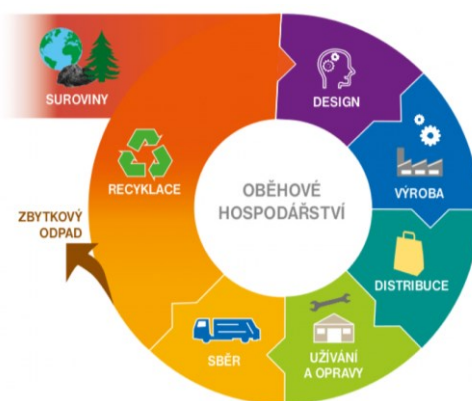 SUROVINY
DESIGN
VÝROBA
DISTRIBUCE
UŽÍVÁNÍ
A OPRAVY
SBĚR
RECYKLACE
ZBYTKOVÝ
ODPAD
OBĚHOVÉ
HOSPODÁŘSTVÍ